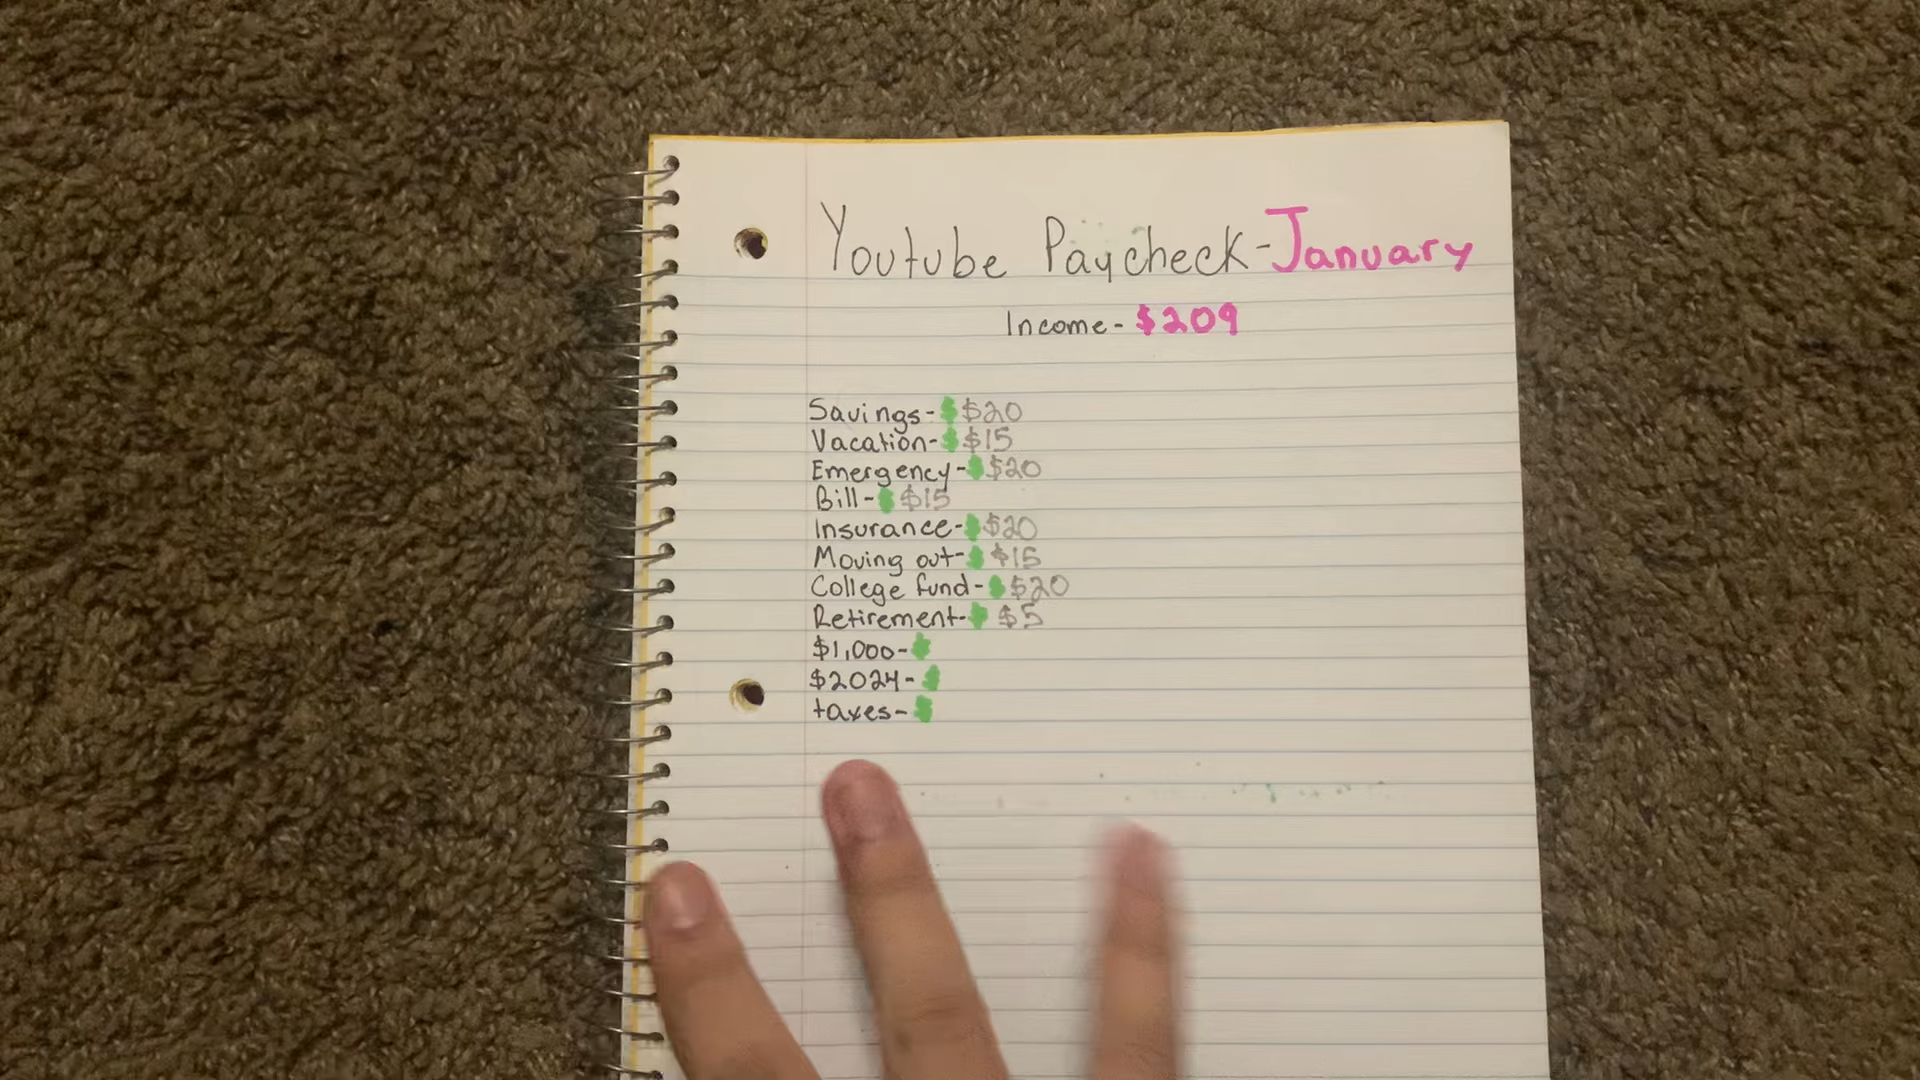 Youtube Paycheck-January
Income-$209
Savings-$ $20
Vacation-$ $15
Emergency-$ $20
Bill-$ $15
Insurance-$ $20
Moving out-$ $15
College fund-$ $20
Retirement-$ $5
$1,000-$
$2024-$
taxes-$